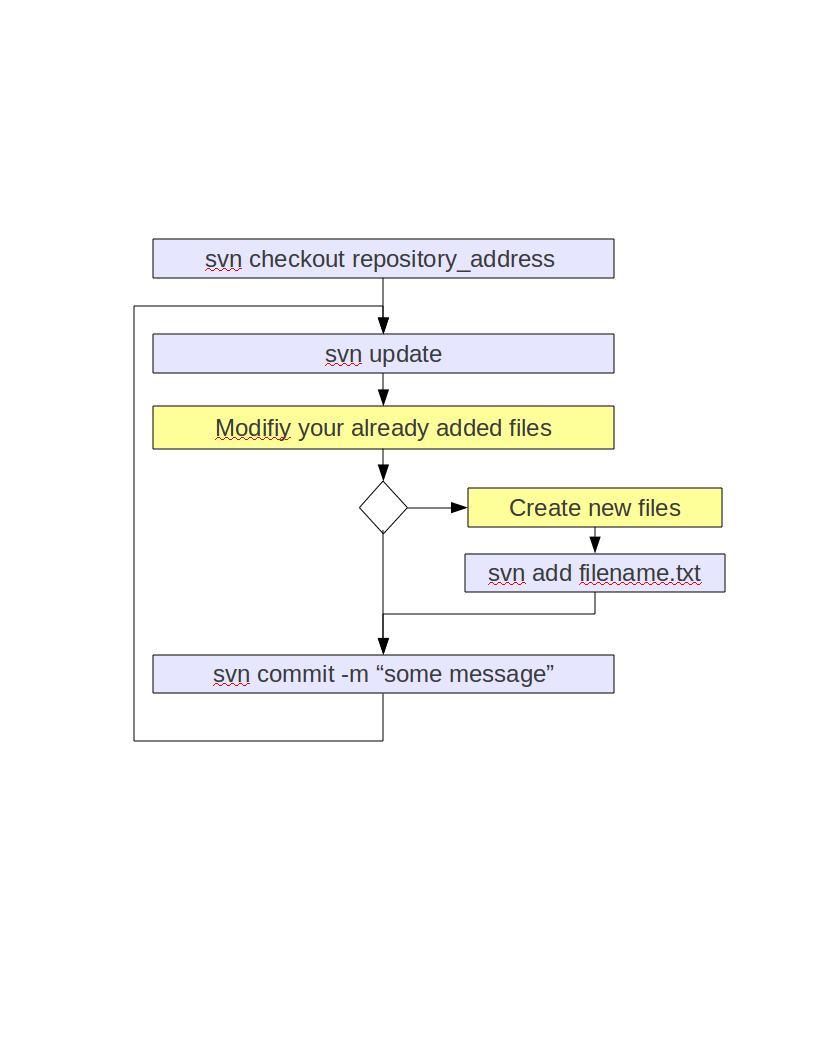 svn checkout repository_address
svn update
Modifiy your already added files
Create new files
svn add filename.txt
svn commit -m “some message”